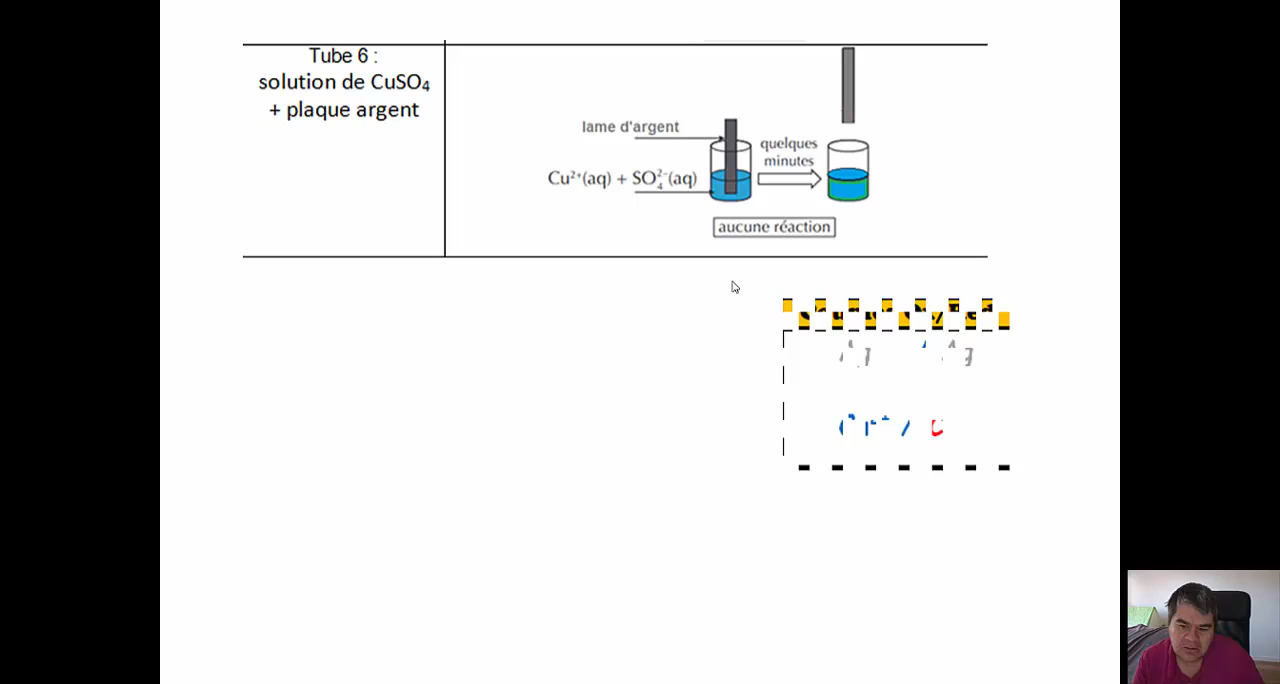 Tube 6 :
solution de CuSO₄
+ plaque argent
lame d'argent
quelques
minutes
Cu²⁺(aq) + SO₄²⁻(aq)
aucune réaction